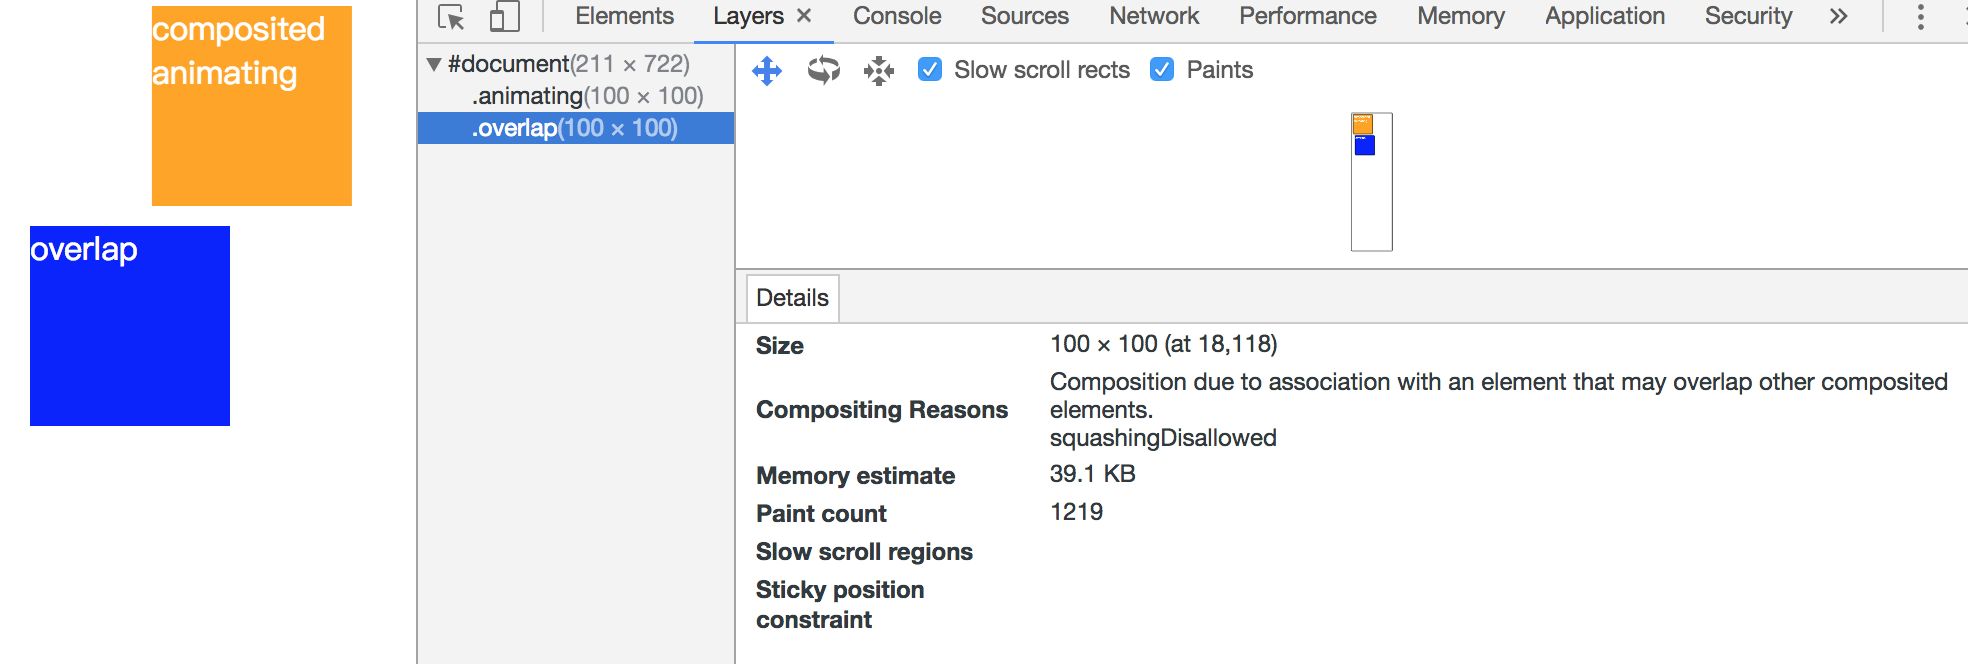 composited
animating
overlap
Elements Layers × Console Sources Network Performance Memory Application Security »
#document(211 × 722)
.animating(100 × 100)
.overlap(100 × 100)
Slow scroll rects Paints
Details
Size 100 × 100 (at 18,118)
Compositing Reasons Composition due to association with an element that may overlap other composited
elements.
squashingDisallowed
Memory estimate 39.1 KB
Paint count 1219
Slow scroll regions
Sticky position
constraint